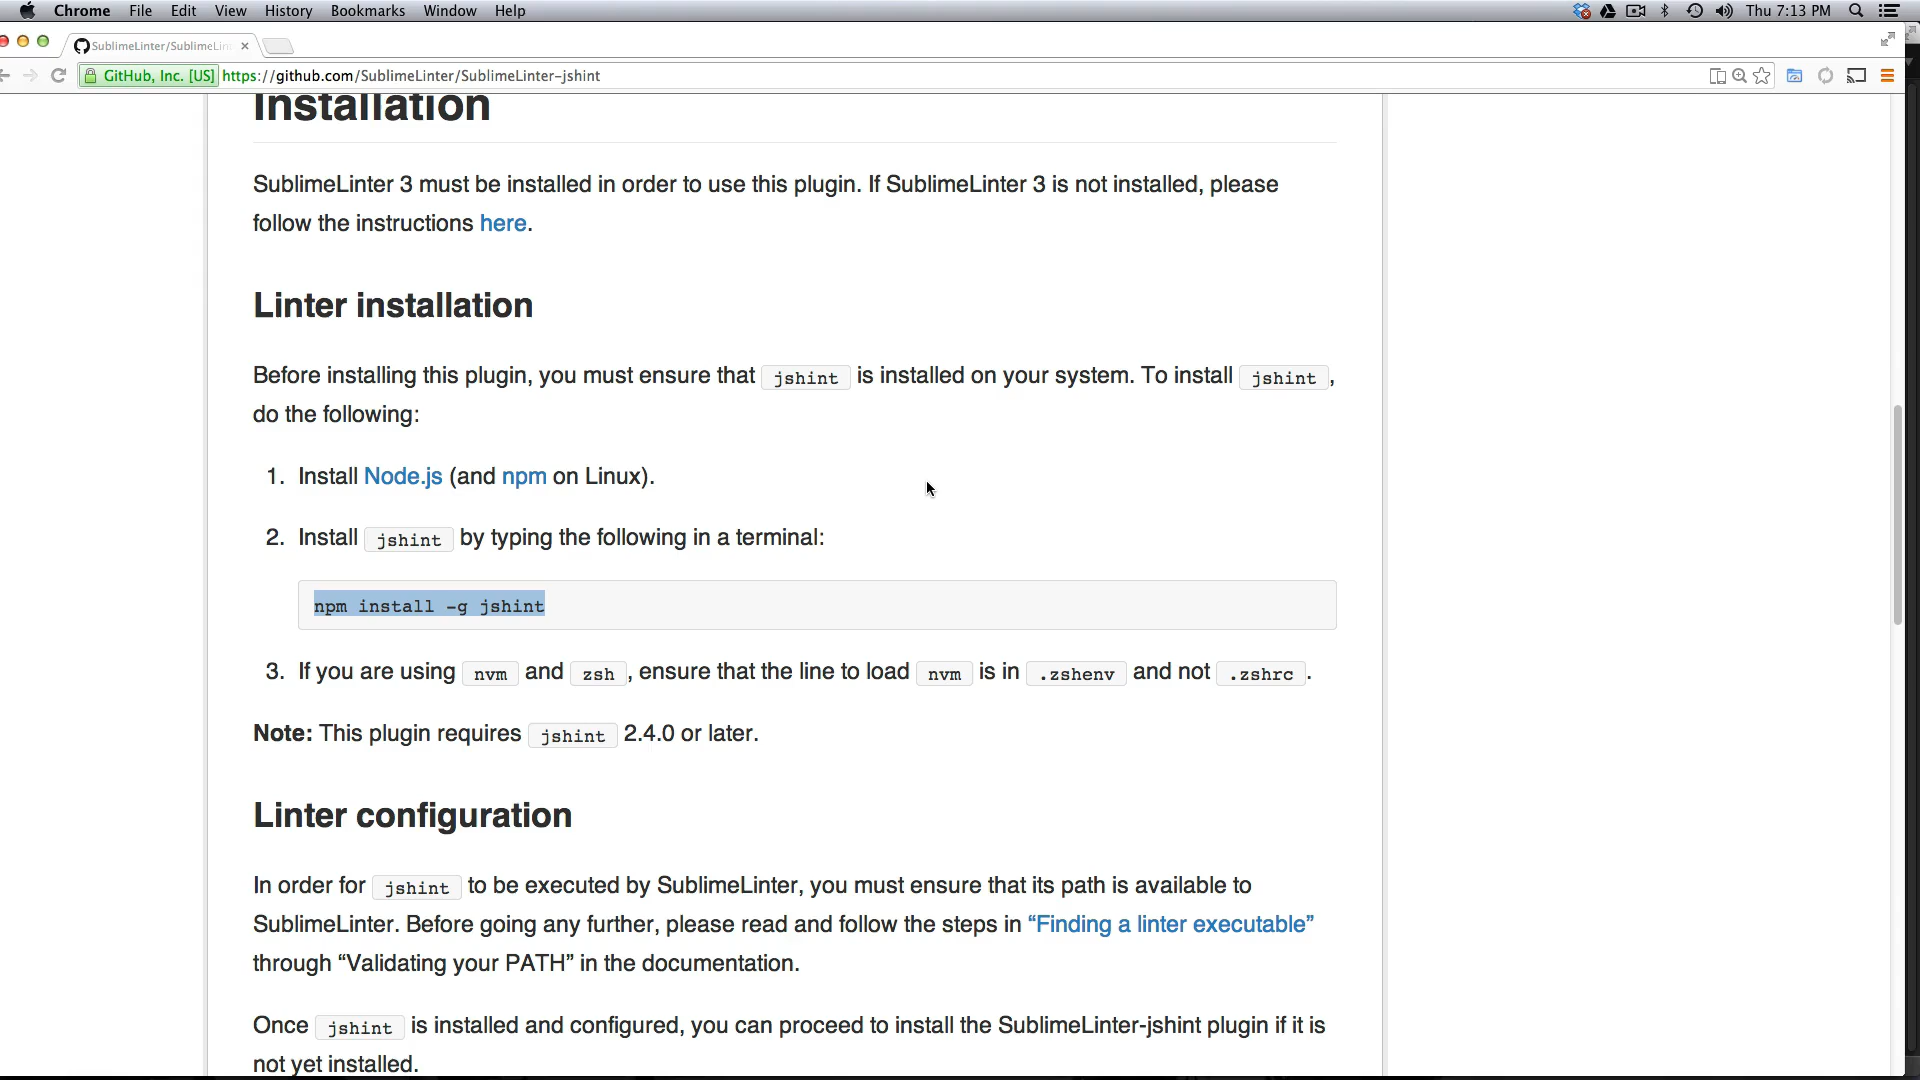 Chrome File Edit View History Bookmarks Window Help Thu 7:13 PM
SublimeLinter/SublimeLin
GitHub, Inc. [US] https://github.com/SublimeLinter/SublimeLinter-jshint
Installation
SublimeLinter 3 must be installed in order to use this plugin. If SublimeLinter 3 is not installed, please
follow the instructions here.
Linter installation
Before installing this plugin, you must ensure that jshint is installed on your system. To install jshint,
do the following:
1. Install Node.js (and npm on Linux).
2. Install jshint by typing the following in a terminal:
npm install -g jshint
3. If you are using nvm and zsh, ensure that the line to load nvm is in .zshenv and not .zshrc.
Note: This plugin requires jshint 2.4.0 or later.
Linter configuration
In order for jshint to be executed by SublimeLinter, you must ensure that its path is available to
SublimeLinter. Before going any further, please read and follow the steps in “Finding a linter executable”
through “Validating your PATH” in the documentation.
Once jshint is installed and configured, you can proceed to install the SublimeLinter-jshint plugin if it is
not yet installed.